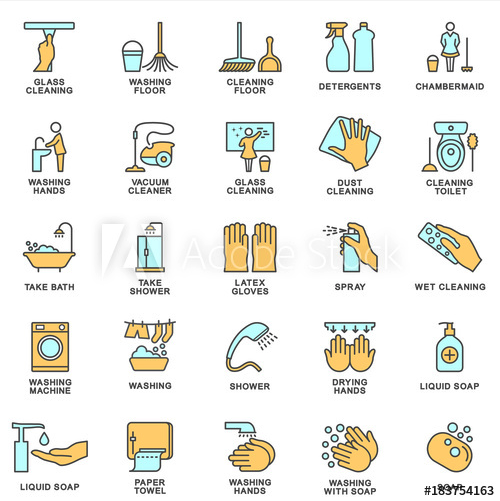 GLASS
CLEANING
WASHING
FLOOR
CLEANING
FLOOR
DETERGENTS
CHAMBERMAID
WASHING
HANDS
VACUUM
CLEANER
GLASS
CLEANING
DUST
CLEANING
CLEANING
TOILET
TAKE BATH
TAKE
SHOWER
LATEX
GLOVES
SPRAY
WET CLEANING
Adobe Stock
WASHING
MACHINE
WASHING
SHOWER
DRYING
HANDS
LIQUID SOAP
LIQUID SOAP
PAPER
TOWEL
WASHING
HANDS
WASHING
WITH SOAP
SOAP